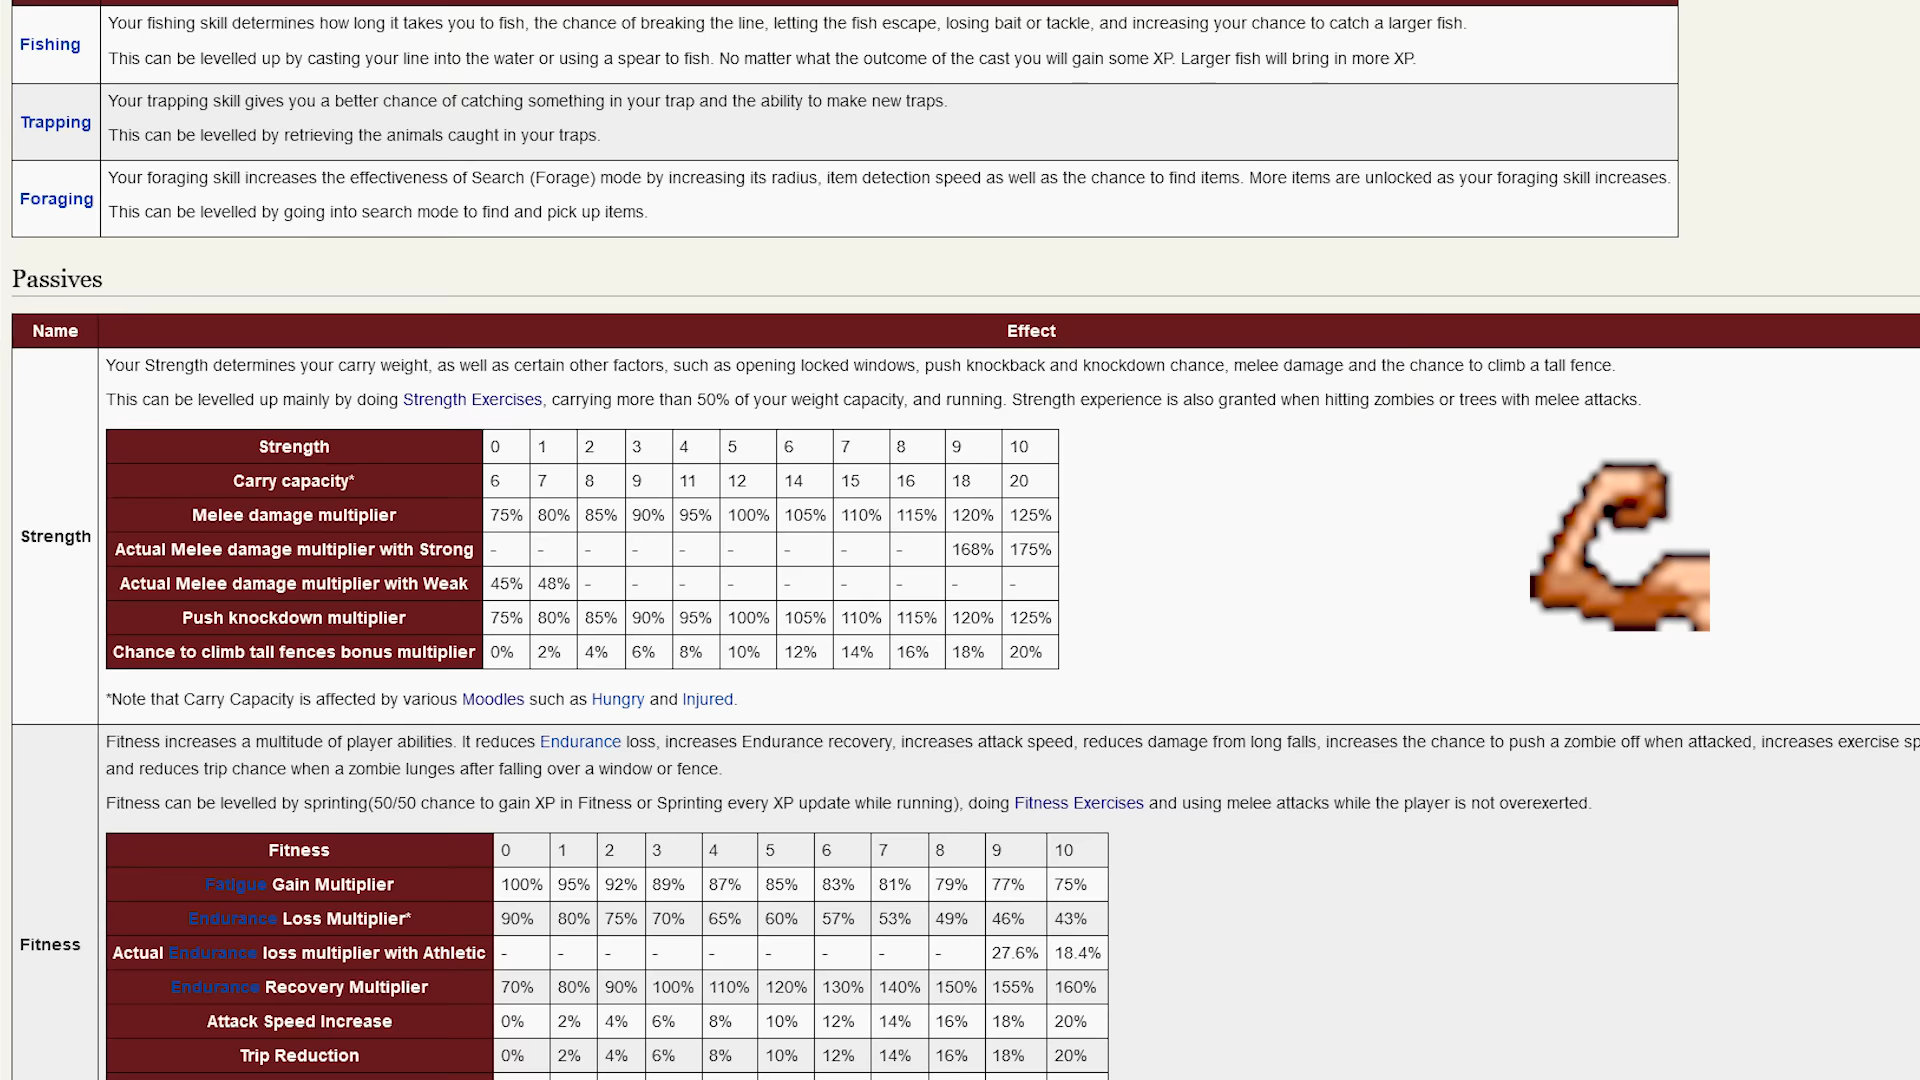 Fishing
Your fishing skill determines how long it takes you to fish, the chance of breaking the line, letting the fish escape, losing bait or tackle, and increasing your chance to catch a larger fish.
This can be levelled up by casting your line into the water or using a spear to fish. No matter what the outcome of the cast you will gain some XP. Larger fish will bring in more XP.
Trapping
Your trapping skill gives you a better chance of catching something in your trap and the ability to make new traps.
This can be levelled by retrieving the animals caught in your traps.
Foraging
Your foraging skill increases the effectiveness of Search (Forage) mode by increasing its radius, item detection speed as well as the chance to find items. More items are unlocked as your foraging skill increases.
This can be levelled by going into search mode to find and pick up items.
Passives
Name Effect
Strength
Your Strength determines your carry weight, as well as certain other factors, such as opening locked windows, push knockback and knockdown chance, melee damage and the chance to climb a tall fence.
This can be levelled up mainly by doing Strength Exercises, carrying more than 50% of your weight capacity, and running. Strength experience is also granted when hitting zombies or trees with melee attacks.
Strength 0 1 2 3 4 5 6 7 8 9 10
Carry capacity* 6 7 8 9 11 12 14 15 16 18 20
Melee damage multiplier 75% 80% 85% 90% 95% 100% 105% 110% 115% 120% 125%
Actual Melee damage multiplier with Strong - - - - - - - - - 168% 175%
Actual Melee damage multiplier with Weak 45% 48% - - - - - - - - -
Push knockdown multiplier 75% 80% 85% 90% 95% 100% 105% 110% 115% 120% 125%
Chance to climb tall fences bonus multiplier 0% 2% 4% 6% 8% 10% 12% 14% 16% 18% 20%
*Note that Carry Capacity is affected by various Moodles such as Hungry and Injured.
Fitness
Fitness increases a multitude of player abilities. It reduces Endurance loss, increases Endurance recovery, increases attack speed, reduces damage from long falls, increases the chance to push a zombie off when attacked, increases exercise sp
and reduces trip chance when a zombie lunges after falling over a window or fence.
Fitness can be levelled by sprinting(50/50 chance to gain XP in Fitness or Sprinting every XP update while running), doing Fitness Exercises and using melee attacks while the player is not overexerted.
Fitness 0 1 2 3 4 5 6 7 8 9 10
Fatigue Gain Multiplier 100% 95% 92% 89% 87% 85% 83% 81% 79% 77% 75%
Endurance Loss Multiplier* 90% 80% 75% 70% 65% 60% 57% 53% 49% 46% 43%
Actual Endurance loss multiplier with Athletic - - - - - - - - - 27.6% 18.4%
Endurance Recovery Multiplier 70% 80% 90% 100% 110% 120% 130% 140% 150% 155% 160%
Attack Speed Increase 0% 2% 4% 6% 8% 10% 12% 14% 16% 18% 20%
Trip Reduction 0% 2% 4% 6% 8% 10% 12% 14% 16% 18% 20%